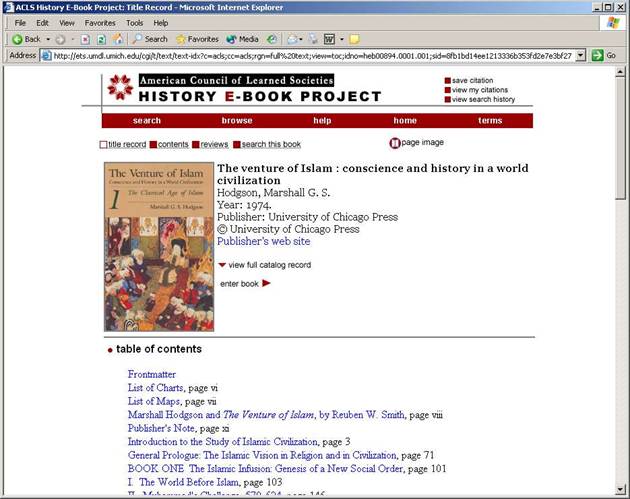 ACLS History E-Book Project: Title Record - Microsoft Internet Explorer
File Edit View Favorites Tools Help
Back Search Favorites Media
Address http://ets.umdl.umich.edu/cgi/t/text/text-idx?c=acls;cc=acls;rgn=full%20text;view=toc;idno=heb00894.0001.001;sid=8fb1bd14ee1213336b353fd2e7e3bf27 Go
American Council of Learned Societies
HISTORY E-BOOK PROJECT
save citation
view my citations
view search history
search browse help home terms
title record contents reviews search this book page image
The Venture of Islam
Conscience and History in a World Civilization
1 The Classical Age of Islam
Marshall G. S. Hodgson
The venture of Islam : conscience and history in a world
civilization
Hodgson, Marshall G. S.
Year: 1974.
Publisher: University of Chicago Press
© University of Chicago Press
Publisher's web site
view full catalog record
enter book
table of contents
Frontmatter
List of Charts, page vi
List of Maps, page vii
Marshall Hodgson and The Venture of Islam, by Reuben W. Smith, page viii
Publisher's Note, page xi
Introduction to the Study of Islamic Civilization, page 3
General Prologue: The Islamic Vision in Religion and in Civilization, page 71
BOOK ONE The Islamic Infusion: Genesis of a New Social Order, page 101
I. The World Before Islam, page 103
II. Muhammad's Challenge, 570-624, page 146